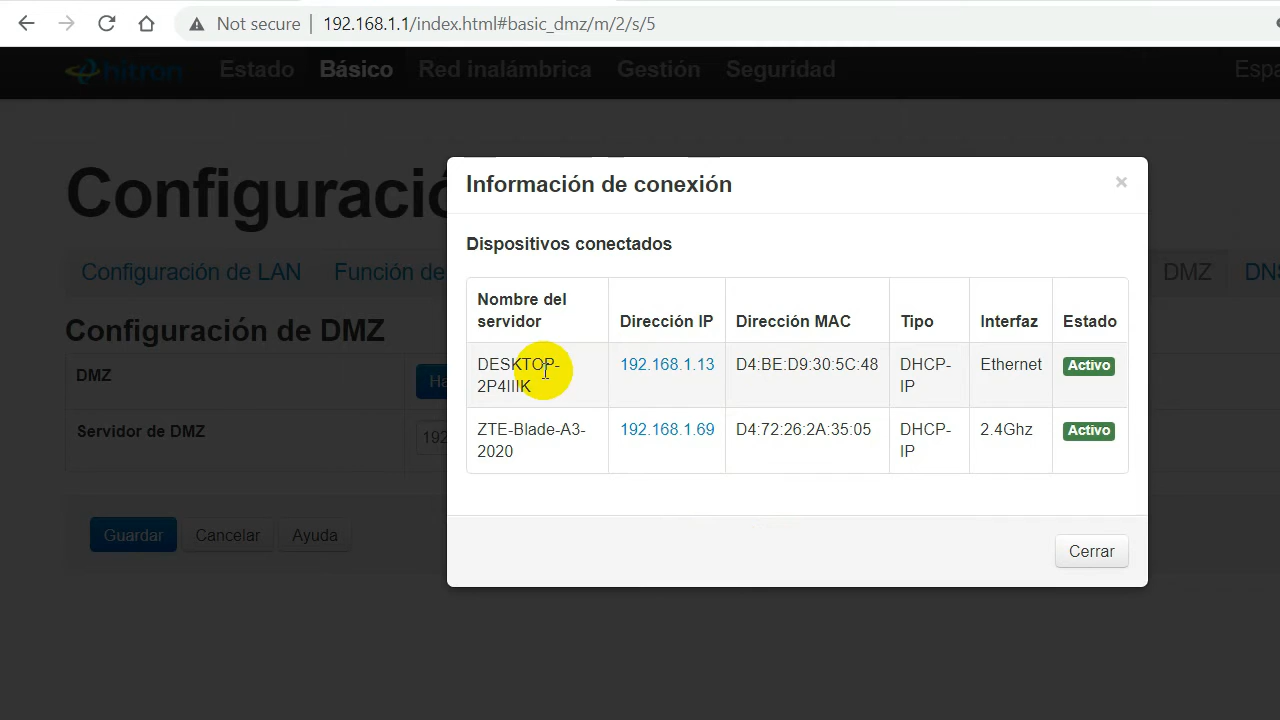 Not secure 192.168.1.1/index.html#basic_dmz/m/2/s/5
hitron Estado Básico Red inalámbrica Gestión Seguridad
Información de conexión
Dispositivos conectados
Nombre del servidor Dirección IP Dirección MAC Tipo Interfaz Estado
DESKTOP-2P4IIIK 192.168.1.13 D4:BE:D9:30:5C:48 DHCP-IP Ethernet Activo
ZTE-Blade-A3-2020 192.168.1.69 D4:72:26:2A:35:05 DHCP-IP 2.4Ghz Activo
Cerrar
Configuración de LAN
DMZ
Configuración de DMZ
DMZ
Servidor de DMZ 192
Guardar Cancelar Ayuda